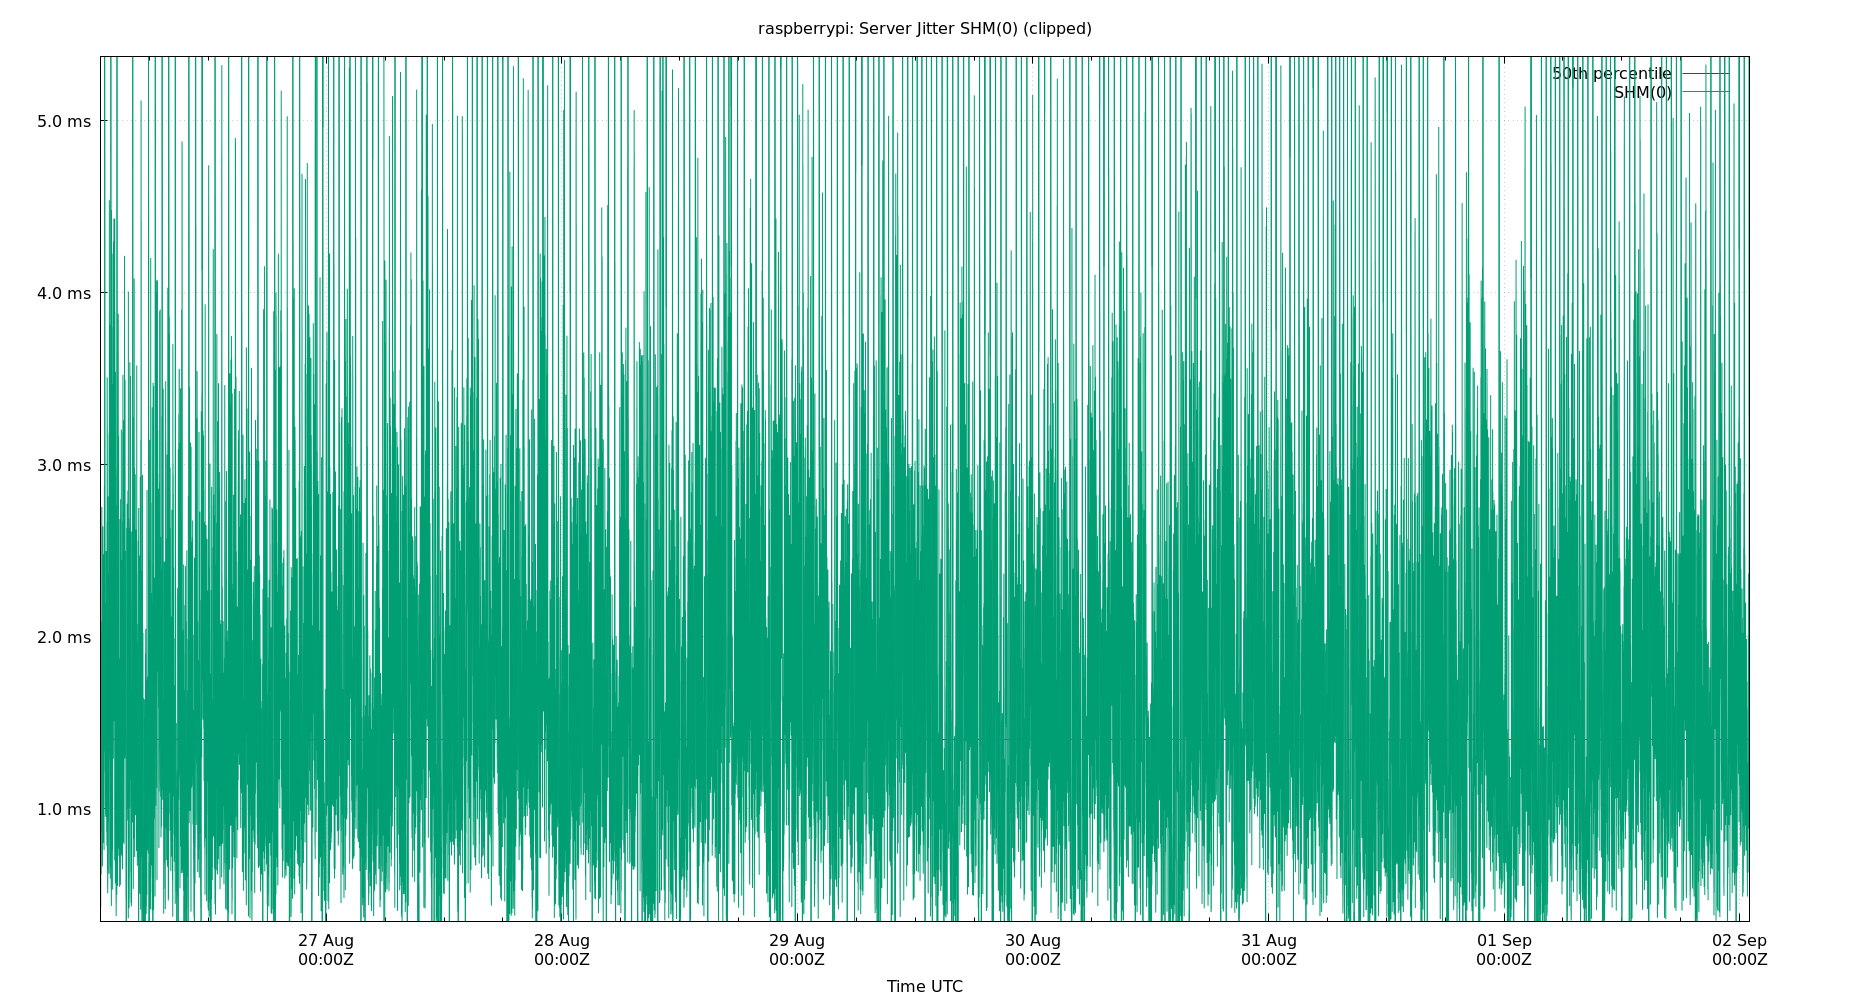 raspberrypi: Server Jitter SHM(0) (clipped)
50th percentile
SHM(0)
5.0 ms
4.0 ms
3.0 ms
2.0 ms
1.0 ms
27 Aug 28 Aug 29 Aug 30 Aug 31 Aug 01 Sep 02 Sep
00:00Z 00:00Z 00:00Z 00:00Z 00:00Z 00:00Z 00:00Z
Time UTC